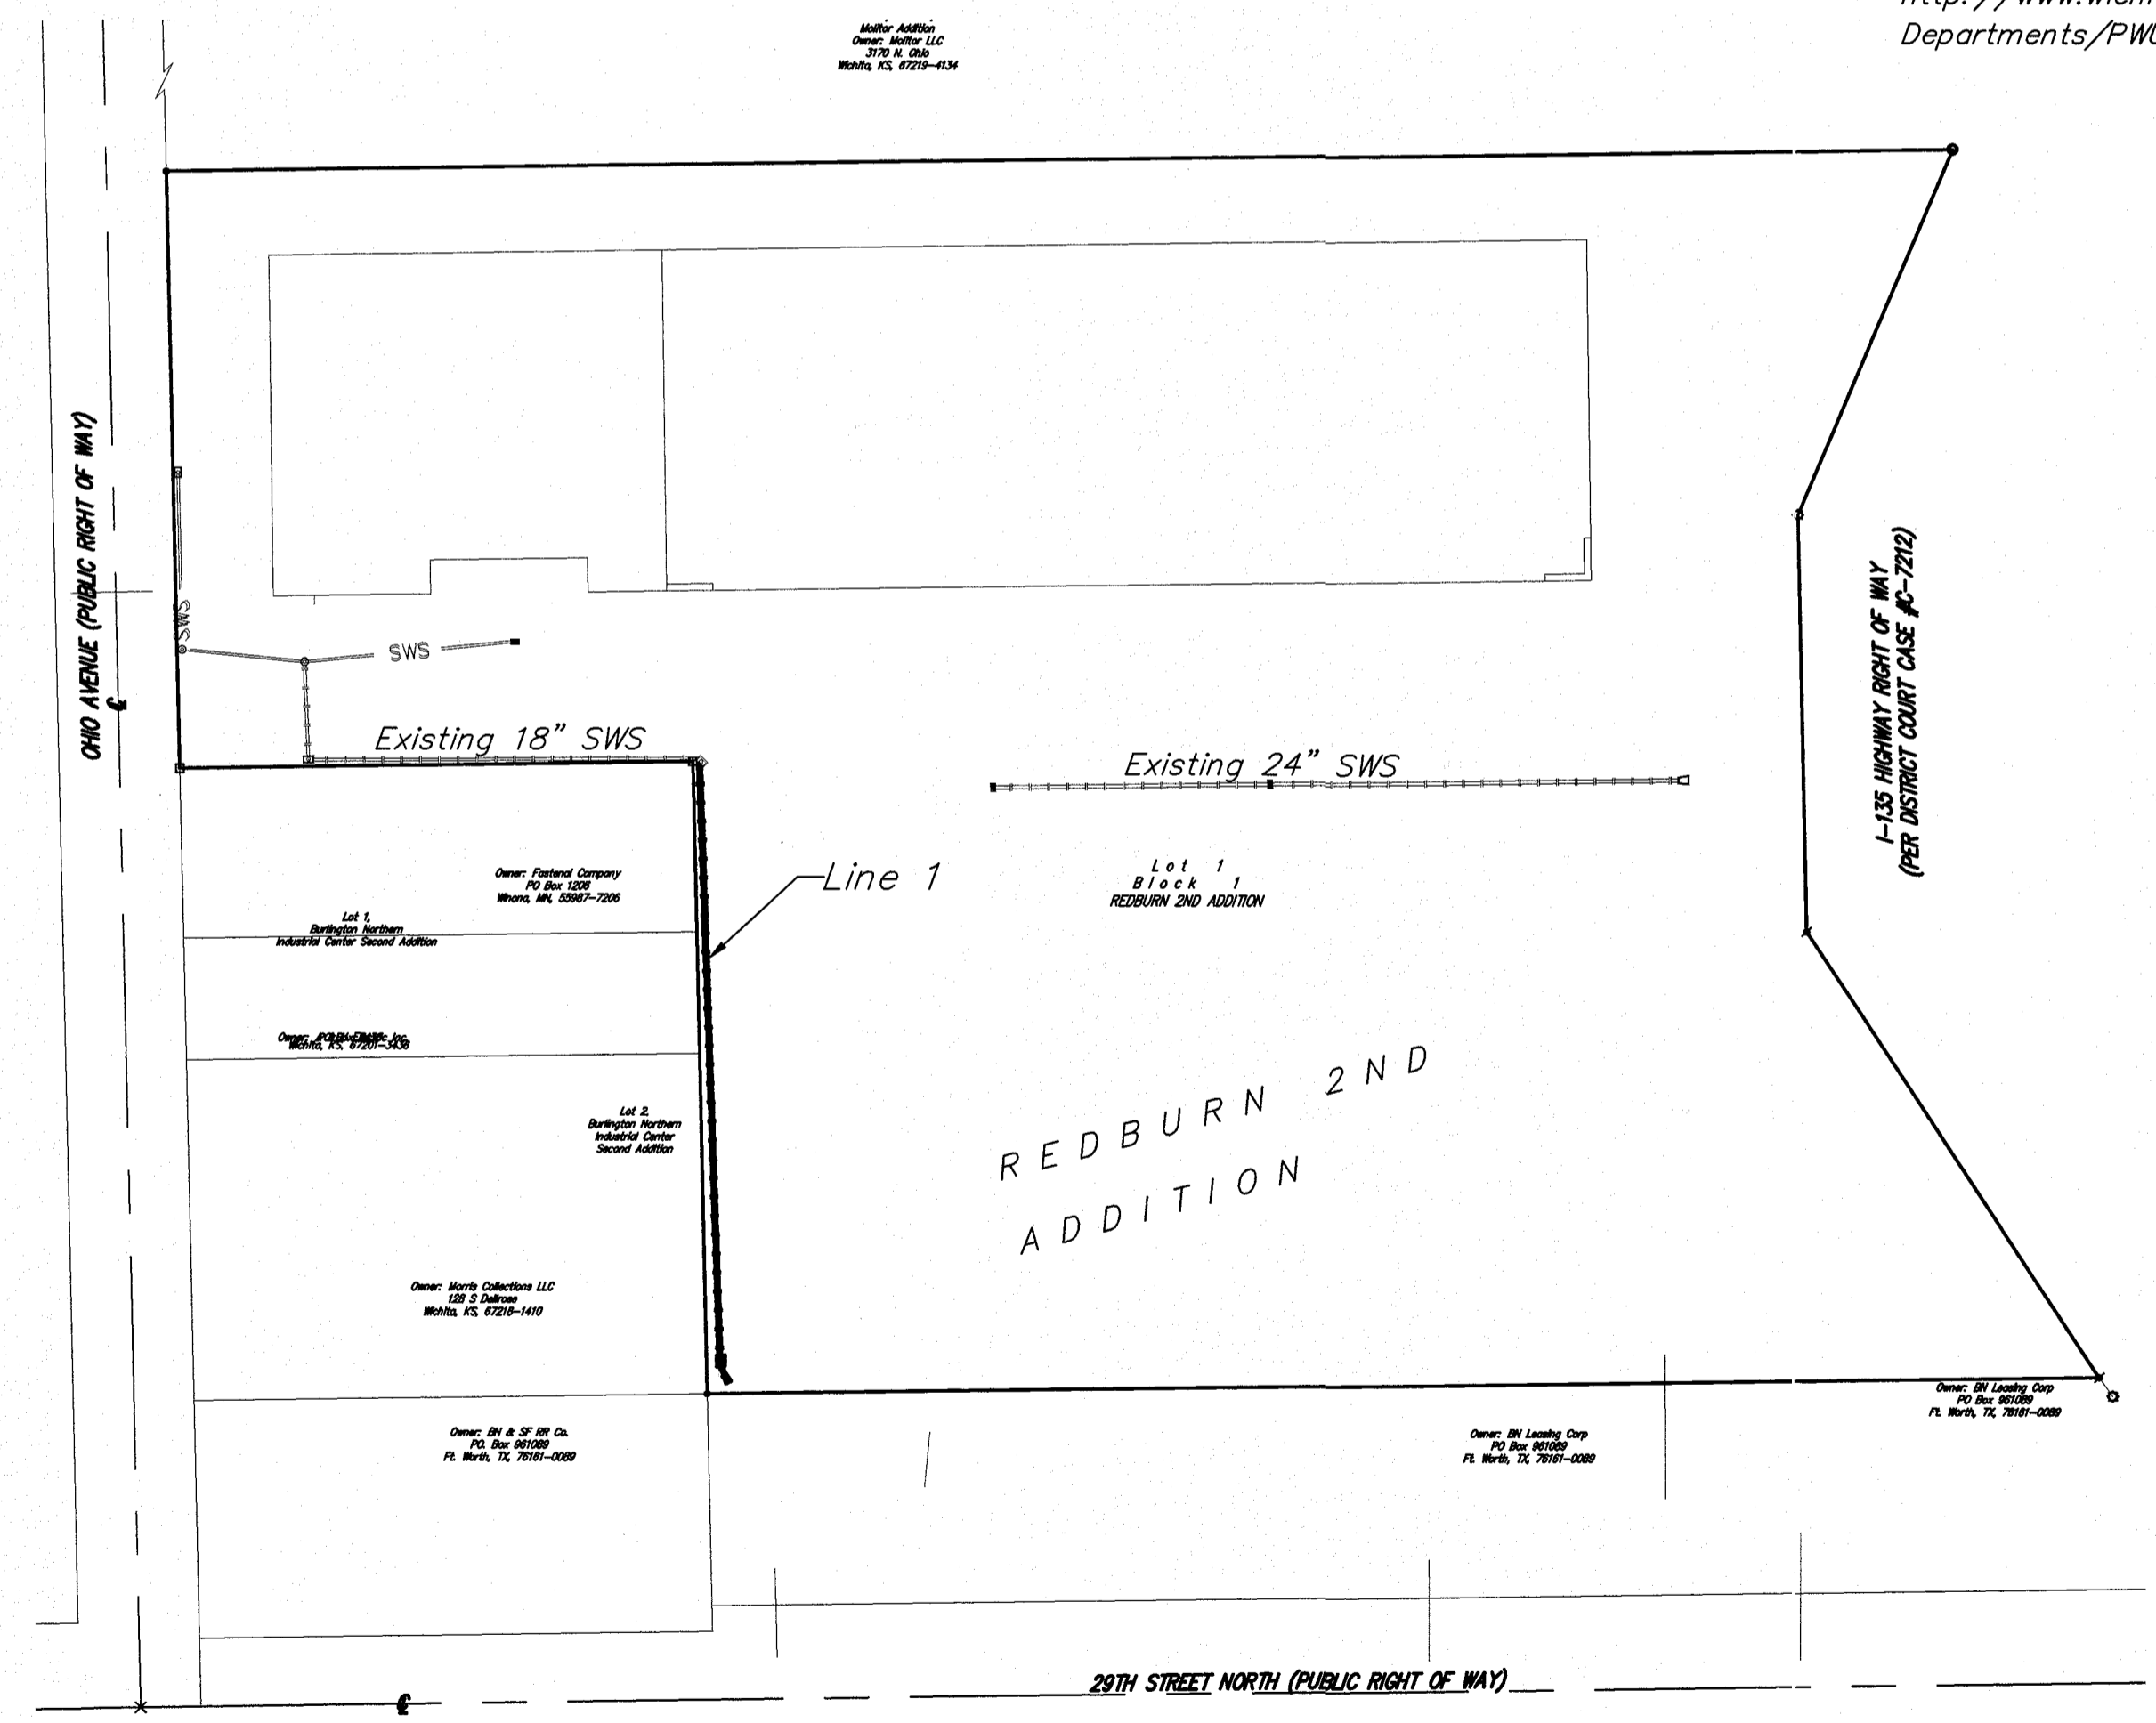 Departments/PWU
Molitor Addition
Owner: Molitor LLC
3170 N. Ohio
Wichita, KS, 67219-4134
OHIO AVENUE (PUBLIC RIGHT OF WAY)
SWS
SWS
Existing 18" SWS
Existing 24" SWS
I-135 HIGHWAY RIGHT OF WAY
(PER DISTRICT COURT CASE #C-7212)
Line 1
Lot 1
Block 1
REDBURN 2ND ADDITION
Owner: Fastenal Company
PO Box 1206
Winona, MN, 55987-7206
Lot 1,
Burlington Northern
Industrial Center Second Addition
Owner:
Wichita, KS, 67201-3436
Lot 2,
Burlington Northern
Industrial Center
Second Addition
REDBURN 2ND
ADDITION
Owner: Morris Collections LLC
128 S Dellrose
Wichita, KS, 67218-1410
Owner: BN & SF RR Co.
PO. Box 961089
Ft. Worth, TX, 76161-0089
Owner: BN Leasing Corp
PO Box 961089
Ft. Worth, TX, 76161-0089
Owner: BN Leasing Corp
PO Box 961089
Ft. Worth, TX, 76161-0089
29TH STREET NORTH (PUBLIC RIGHT OF WAY)